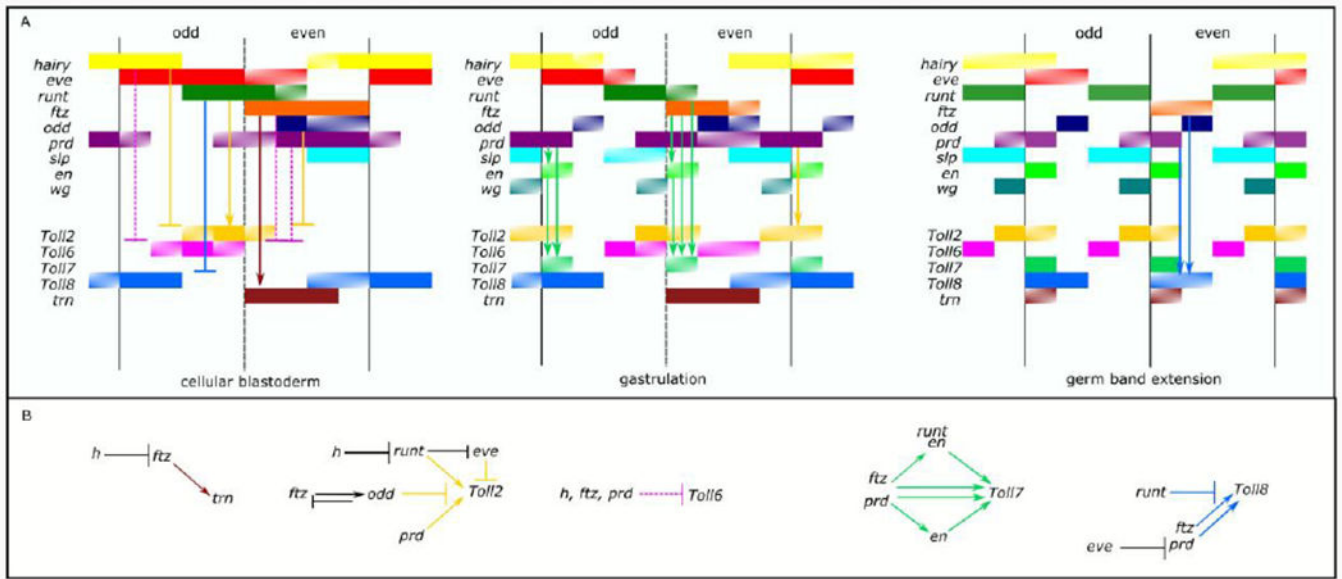 A
odd even
odd even
odd even
hairy
eve
runt
ftz
odd
prd
slp
en
wg
Toll2
Toll6
Toll7
Toll8
trn
cellular blastoderm
hairy
eve
runt
ftz
odd
prd
slp
en
wg
Toll2
Toll6
Toll7
Toll8
trn
gastrulation
hairy
eve
runt
ftz
odd
prd
slp
en
wg
Toll2
Toll6
Toll7
Toll8
trn
germ band extension
B
h ftz
trn
h runt eve
ftz odd Toll2
prd
h, ftz, prd Toll6
runt
en
ftz
prd Toll7
en
runt Toll8
ftz
eve prd